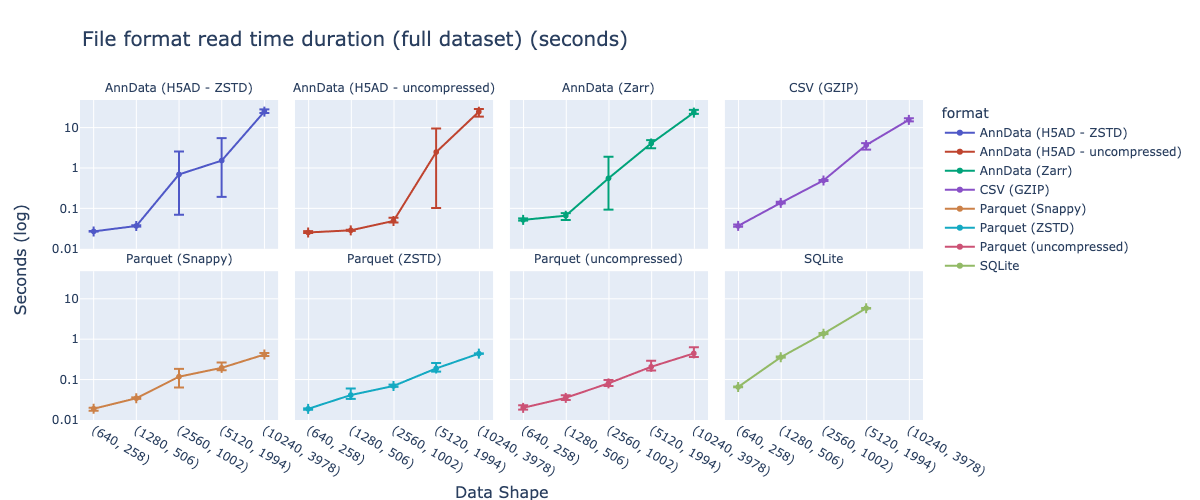 File format read time duration (full dataset) (seconds)
AnnData (H5AD - ZSTD)
AnnData (H5AD - uncompressed)
AnnData (Zarr)
CSV (GZIP)
10
1
0.1
0.01
Parquet (Snappy)
Parquet (ZSTD)
Parquet (uncompressed)
SQLite
10
1
0.1
0.01
Seconds (log)
(640, 258)
(1280, 506)
(2560, 1002)
(5120, 1994)
(10240, 3978)
(640, 258)
(1280, 506)
(2560, 1002)
(5120, 1994)
(10240, 3978)
(640, 258)
(1280, 506)
(2560, 1002)
(5120, 1994)
(10240, 3978)
(640, 258)
(1280, 506)
(2560, 1002)
(5120, 1994)
(10240, 3978)
Data Shape
format
AnnData (H5AD - ZSTD)
AnnData (H5AD - uncompressed)
AnnData (Zarr)
CSV (GZIP)
Parquet (Snappy)
Parquet (ZSTD)
Parquet (uncompressed)
SQLite